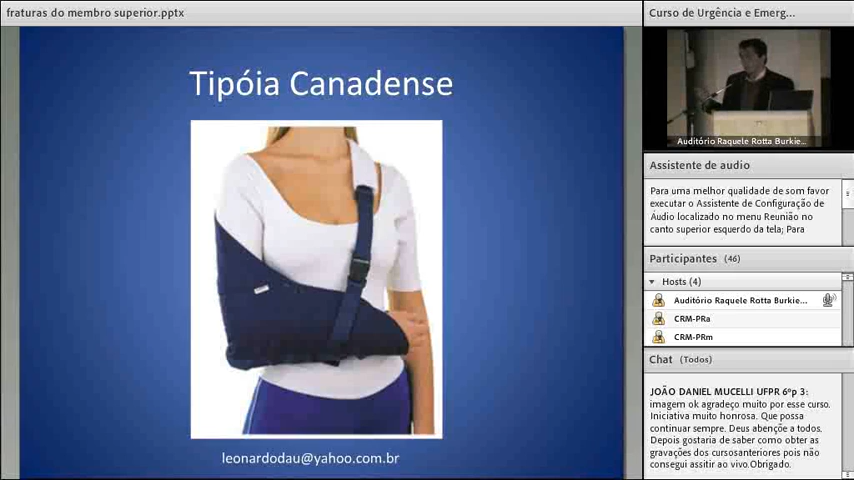 fraturas do membro superior.pptx
Tipóia Canadense
leonardodau@yahoo.com.br
Curso de Urgência e Emerg...
Auditório Raquele Rotta Burkie...
Assistente de audio
Para uma melhor qualidade de som favor
executar o Assistente de Configuração de
Áudio localizado no menu Reunião no
canto superior esquerdo da tela; Para
Participantes (46)
Hosts (4)
Auditório Raquele Rotta Burkie...
CRM-PRa
CRM-PRm
Chat (Todos)
JOÃO DANIEL MUCELLI UFPR 6ºp 3:
imagem ok agradeço muito por esse curso.
Iniciativa muito honrosa. Que possa
continuar sempre. Deus abençõe a todos.
Depois gostaria de saber como obter as
gravações dos cursosanteriores pois não
consegui assitir ao vivo.Obrigado.